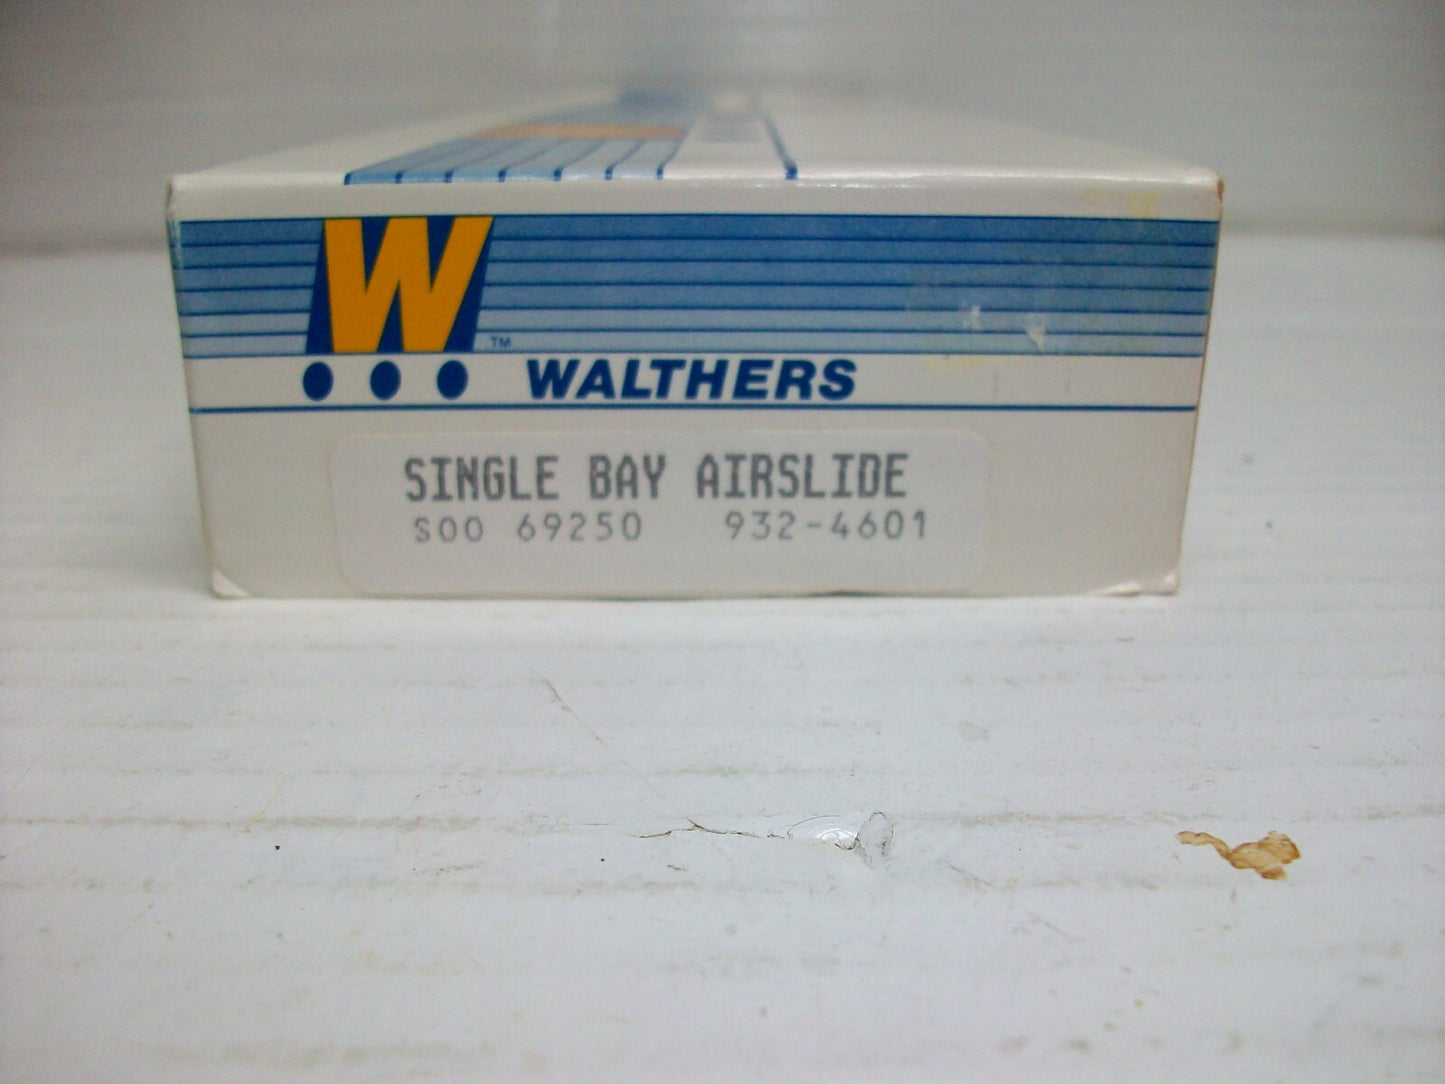 W
TM
WALTHERS
SINGLE BAY AIRSLIDE
SOO 69250 932-4601